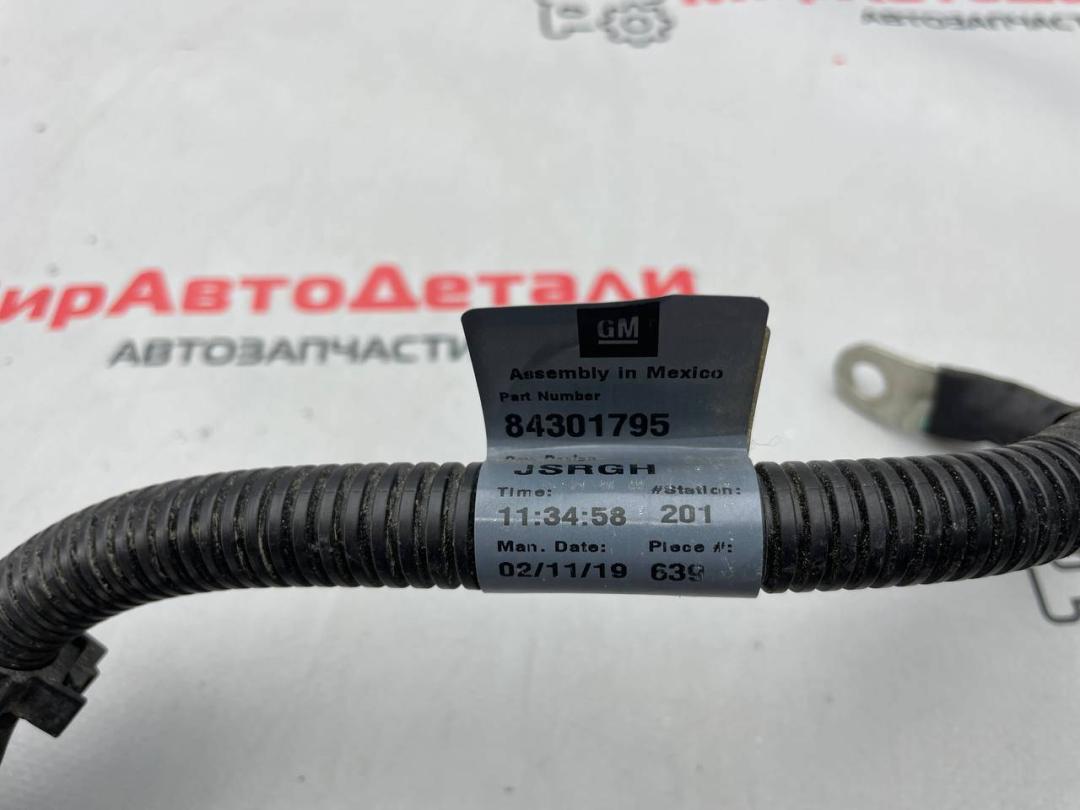 МирАвтоДетали
АВТОЗАПЧАСТИ
АВТОЗАПЧАСТИ
GM
Assembly in Mexico
Part Number
84301795
JSRGH
Time: #Station:
11:34:58 201
Man. Date: Piece #:
02/11/19 639